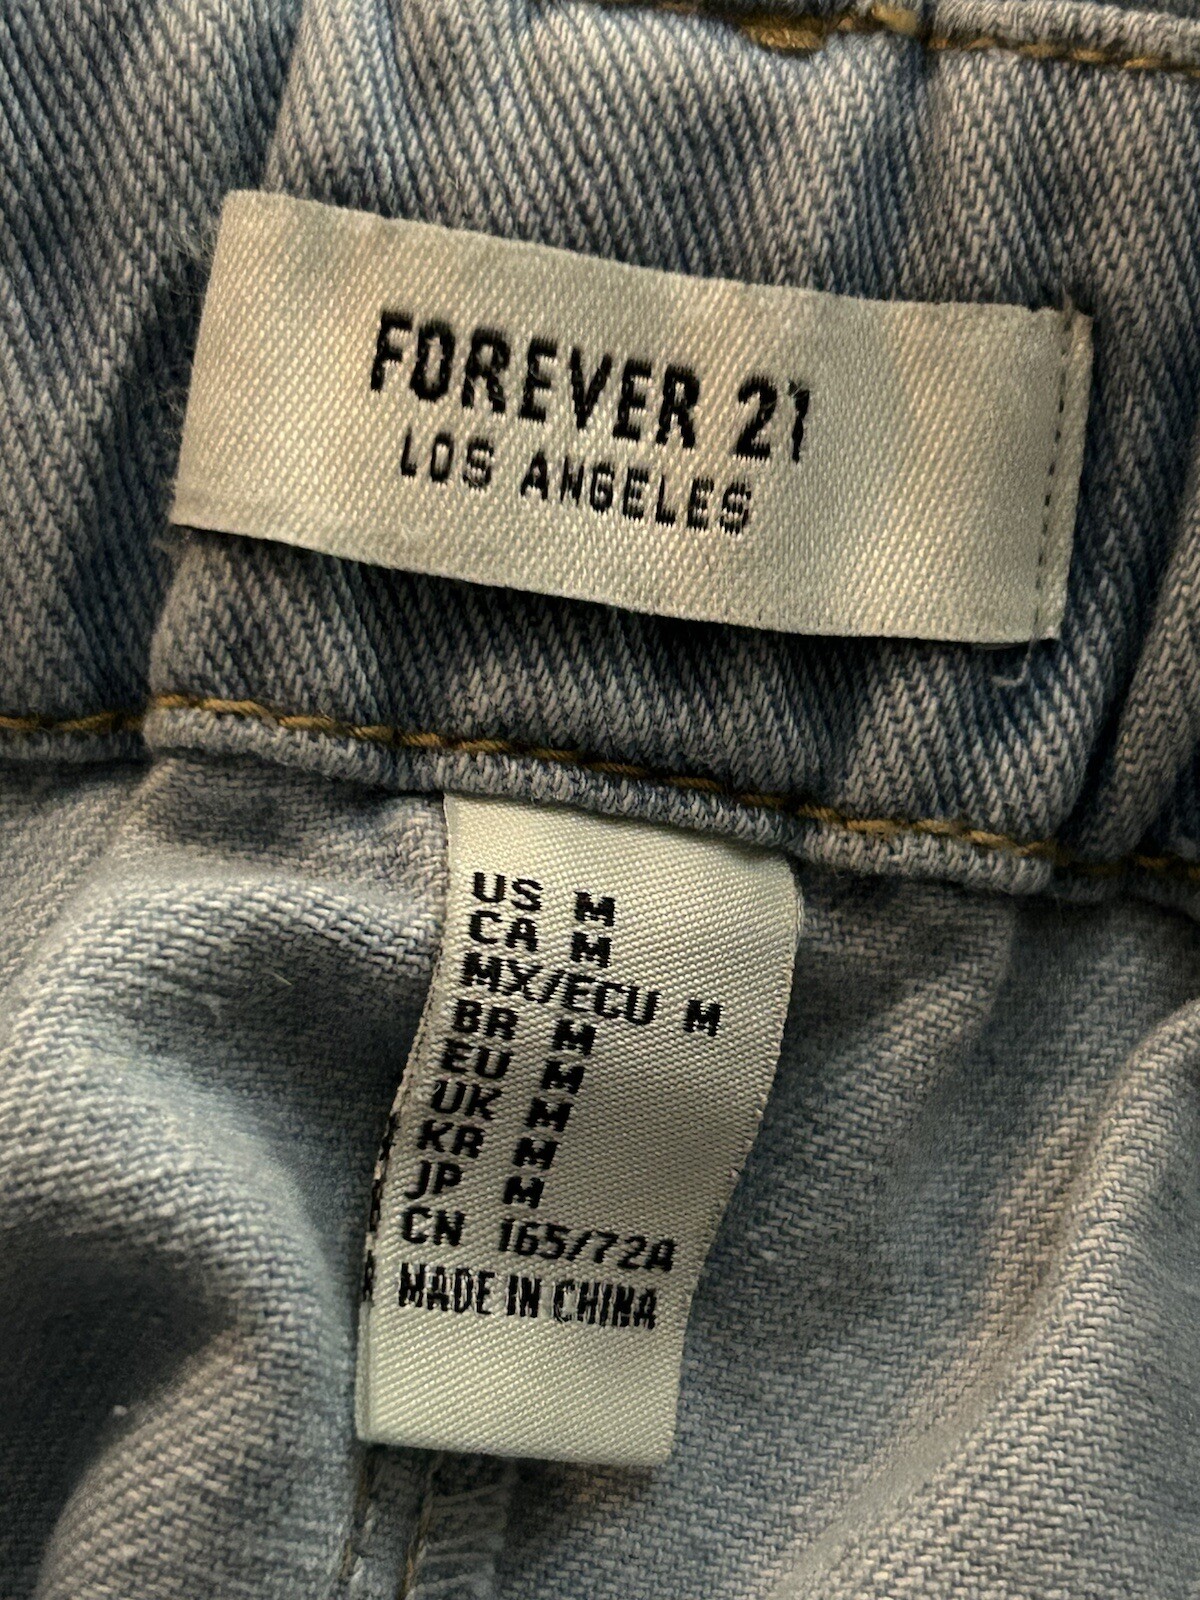 FOREVER 21
LOS ANGELES
US M
CA M
MX/ECU M
BR M
EU M
UK M
KR M
JP M
CN 165/72A
MADE IN CHINA